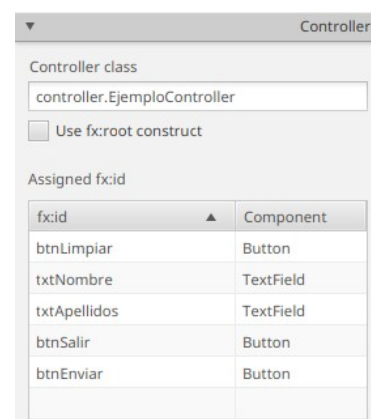 Controller
Controller class
controller.EjemploController
Use fx:root construct
Assigned fx:id
fx:id Component
btnLimpiar Button
txtNombre TextField
txtApellidos TextField
btnSalir Button
btnEnviar Button